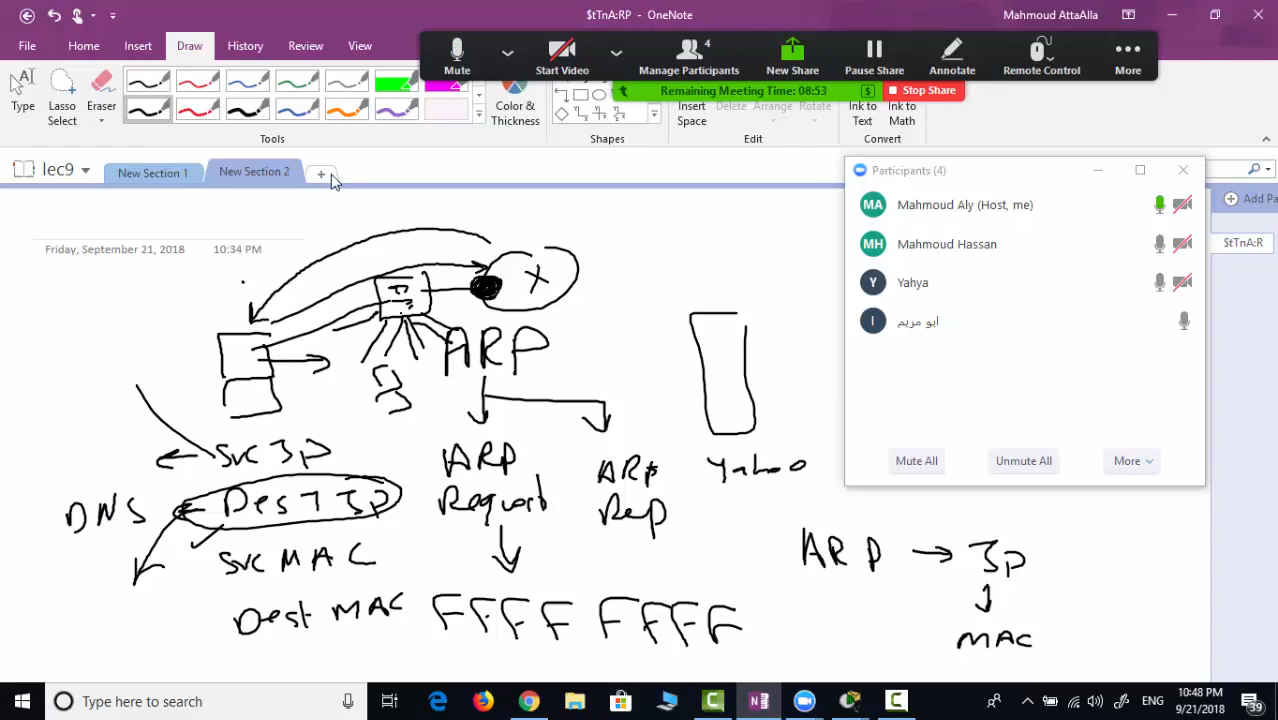 $tTnA:RP - OneNote
Mahmoud AttaAlla
File Home Insert Draw History Review View
Mute Start Video Manage Participants 4 New Share Pause Share Annotate Remote Control More
Remaining Meeting Time: 08:53 $ Stop Share
Type Lasso Select Eraser Color & Thickness Insert Space Delete Arrange Rotate Ink to Text Ink to Math
Tools Shapes Edit Convert
lec9 New Section 1 New Section 2 +
Participants (4)
MA Mahmoud Aly (Host, me)
MH Mahmoud Hassan
Y Yahya
I ابو مريم
Mute All Unmute All More
Add Pa
$tTnA:R
Friday, September 21, 2018 10:34 PM
ARP
Svc Ip ARP ARP Yahoo
DNS Dest Ip Request Rep
Svc MAC ARP → Ip
Dest MAC FFFF FFFF
MAC
Type here to search
ENG 10:48 PM
9/21/2018 39